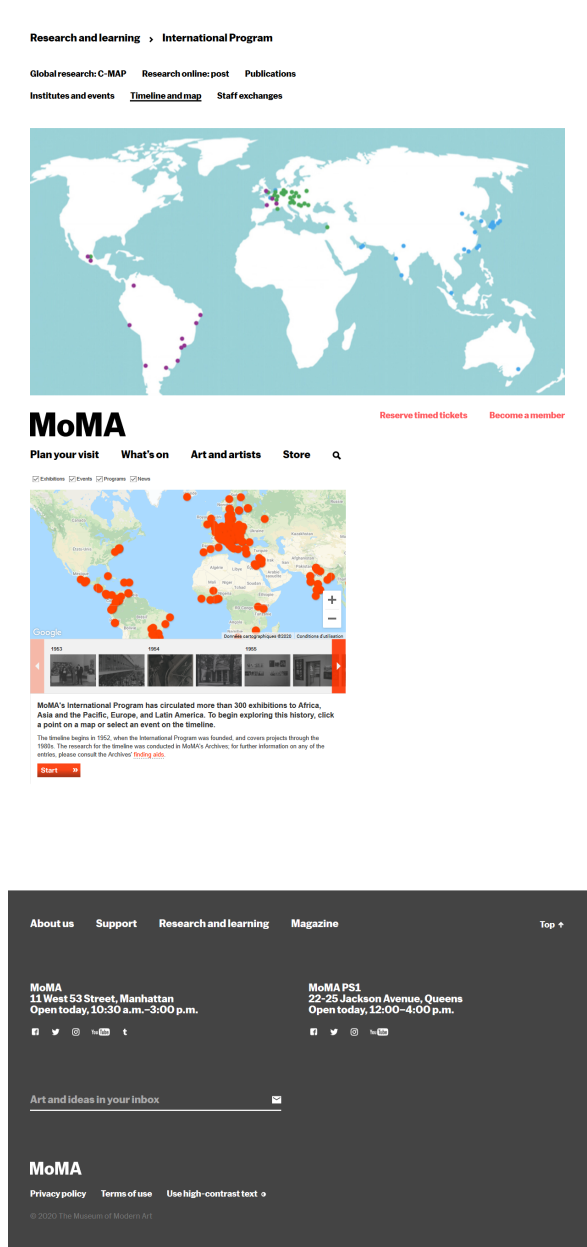 Research and learning › International Program
Global research: C-MAP Research online: post Publications
Institutes and events Timeline and map Staff exchanges
MoMA
Reserve timed tickets Become a member
Plan your visit What's on Art and artists Store
Exhibitions Events Programs News
Google
Données cartographiques ©2020 Conditions d'utilisation
1953 1954 1955
MoMA's International Program has circulated more than 300 exhibitions to Africa,
Asia and the Pacific, Europe, and Latin America. To begin exploring this history, click
a point on a map or select an event on the timeline.
The timeline begins in 1952, when the International Program was founded, and covers projects through the
1980s. The research for the timeline was conducted in MoMA's Archives; for further information on any of the
entries, please consult the Archives' finding aids.
Start »
About us Support Research and learning Magazine
Top ↑
MoMA
11 West 53 Street, Manhattan
Open today, 10:30 a.m.–3:00 p.m.
MoMA PS1
22-25 Jackson Avenue, Queens
Open today, 12:00–4:00 p.m.
Art and ideas in your inbox
MoMA
Privacy policy Terms of use Use high-contrast text
© 2020 The Museum of Modern Art